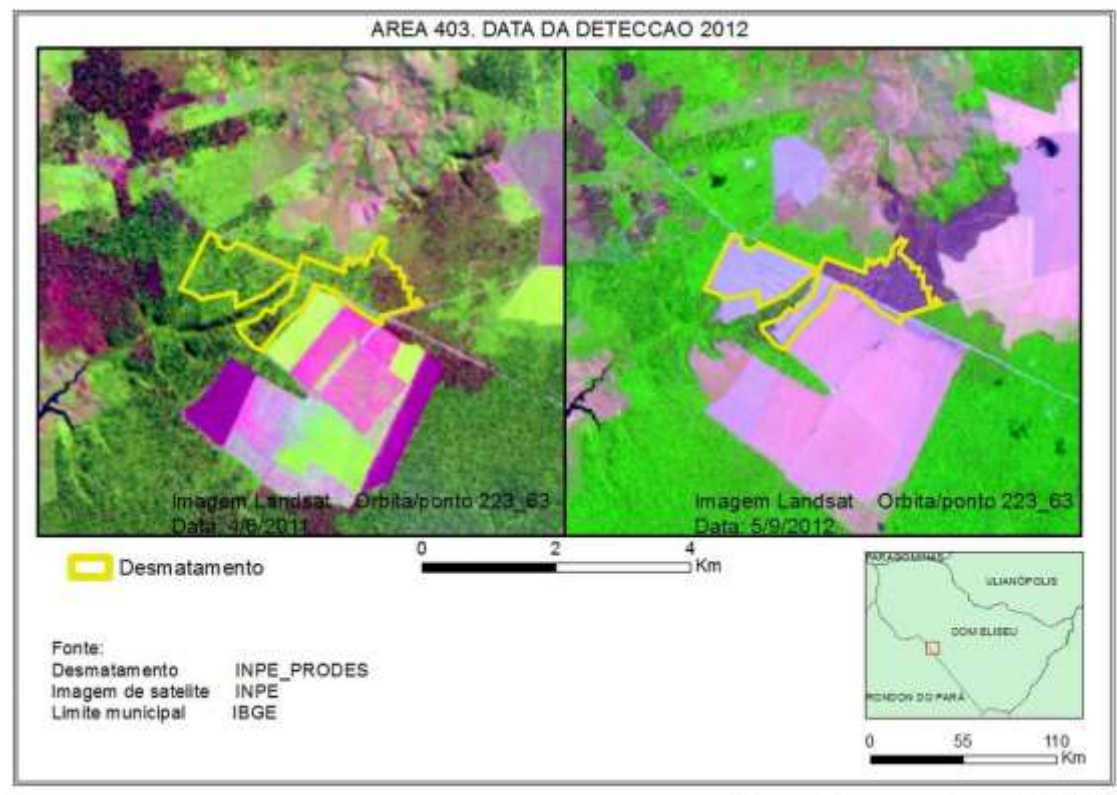 AREA 403. DATA DA DETECCAO 2012
Imagem Landsat Orbita/ponto 223_63
Data: 4/6/2011
Imagem Landsat Orbita/ponto 223_63
Data: 5/9/2012
Desmatamento
0 2 4
Km
PARAGOMINAS
ULIANÓPOLIS
DOM ELISEU
RONDON DO PARÁ
0 55 110
Km
Fonte:
Desmatamento INPE_PRODES
Imagem de satelite INPE
Limite municipal IBGE